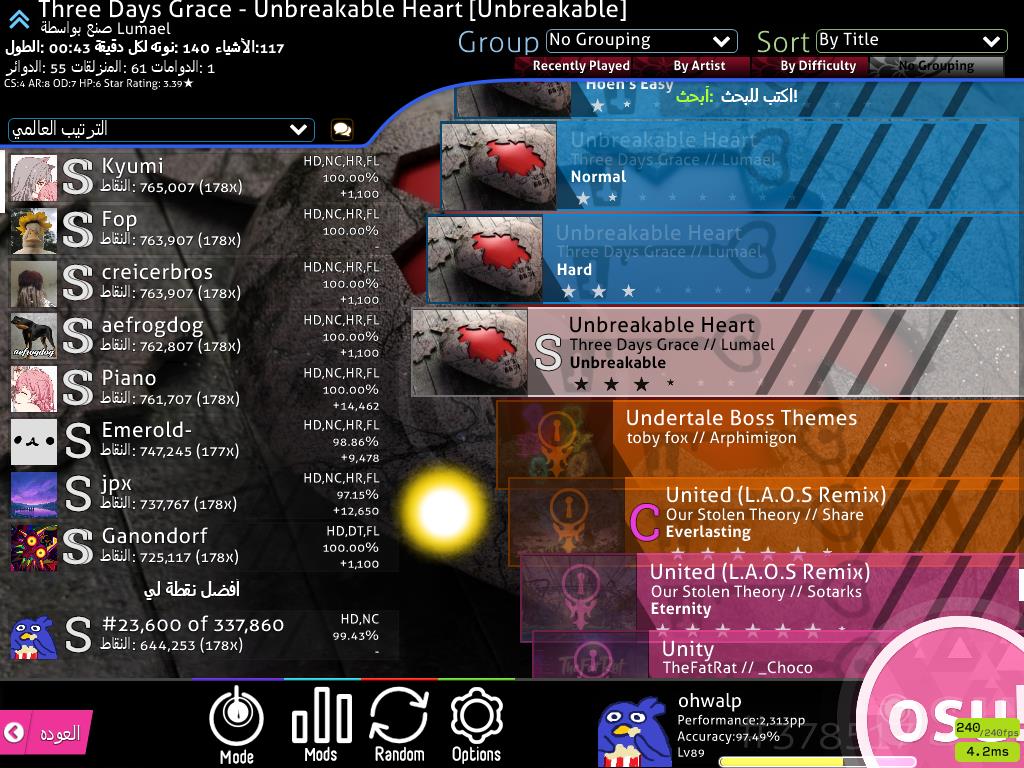 Three Days Grace - Unbreakable Heart [Unbreakable]
صنع بواسطة Lumael
الطول: 00:43 نوته لكل دقيقة: 140 الأشياء: 117
الدوائر: 55 المنزلقات: 61 الدوامات: 1
CS:4 AR:8 OD:7 HP:6 Star Rating: 3.39★
Group No Grouping
Sort By Title
Recently Played By Artist By Difficulty No Grouping
أبحث: اكتب للبحث!
الترتيب العالمي
Kyumi
النقاط: 765,007 (178x)
HD,NC,HR,FL
100.00%
+1,100
Fop
النقاط: 763,907 (178x)
HD,NC,HR,FL
100.00%
-
creicerbros
النقاط: 763,907 (178x)
HD,NC,HR,FL
100.00%
+1,100
aefrogdog
aefrogdog
النقاط: 762,807 (178x)
HD,NC,HR,FL
100.00%
+1,100
Piano
النقاط: 761,707 (178x)
HD,NC,HR,FL
100.00%
+14,462
Emerold-
النقاط: 747,245 (177x)
HD,NC,HR,FL
98.86%
+9,478
jpx
النقاط: 737,767 (178x)
HD,NC,HR,FL
97.15%
+12,650
Ganondorf
النقاط: 725,117 (178x)
HD,DT,FL
100.00%
+1,100
أفضل نقطة لي
#23,600 of 337,860
النقاط: 644,253 (178x)
HD,NC
99.43%
-
Hoen's Easy
Unbreakable Heart
Three Days Grace // Lumael
Normal
Unbreakable Heart
Three Days Grace // Lumael
Hard
S
Unbreakable Heart
Three Days Grace // Lumael
Unbreakable
Undertale Boss Themes
toby fox // Arphimigon
C
United (L.A.O.S Remix)
Our Stolen Theory // Share
Everlasting
United (L.A.O.S Remix)
Our Stolen Theory // Sotarks
Eternity
Unity
TheFatRat // _Choco
TheFatRat
العوده
Mode
Mods
Random
Options
ohwalp
Performance:2,313pp
Accuracy:97.49%
Lv89
osu!
240/240fps
4.2ms